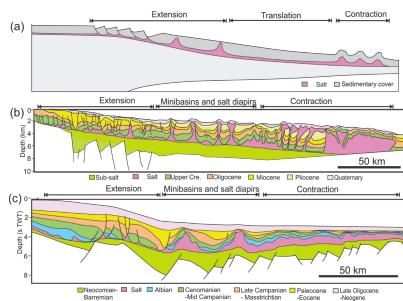 (a)
Extension Translation Contraction
Salt Sedimentary cover
(b)
Extension Minibasins and salt diapirs Contraction
Depth (km)
0
2
4
6
8
10
50 km
Sub-salt Salt Upper Cre. Oligocene Miocene Pliocene Quaternary
(c)
Extension Minibasins and salt diapirs Contraction
Depth (s TWT)
0
2
4
6
8
50 km
Neocomian- Salt Albian Cenomanian Late Campanian Paleocene Late Oligocene
Barremian -Mid Campanian - Masstrichtian -Eocene -Neogene